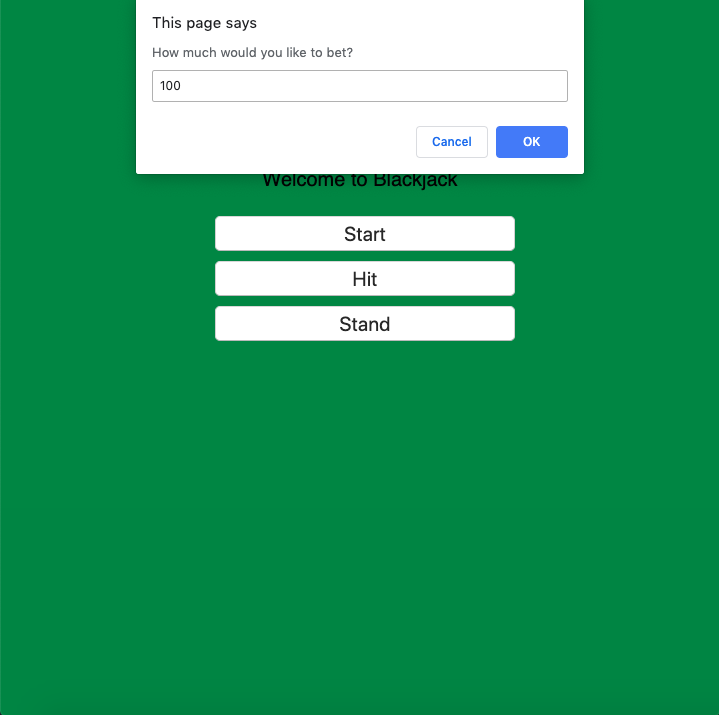 This page says
How much would you like to bet?
100
Cancel
OK
Welcome to Blackjack
Start
Hit
Stand